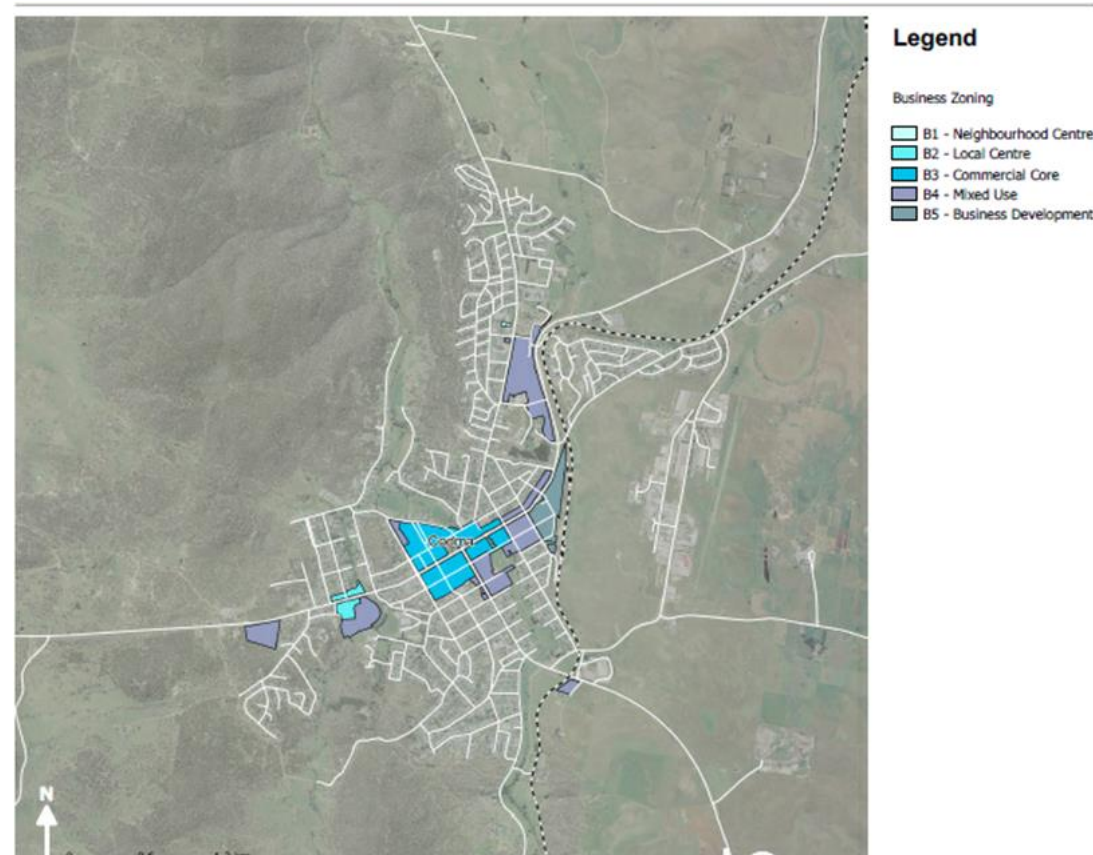 Legend
Business Zoning
B1 - Neighbourhood Centre
B2 - Local Centre
B3 - Commercial Core
B4 - Mixed Use
B5 - Business Development
Cooma
N